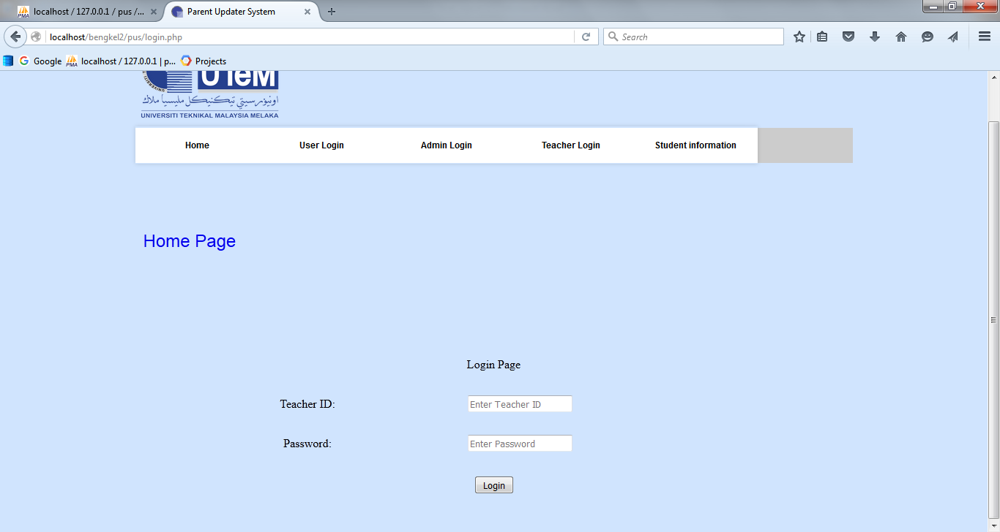 localhost / 127.0.0.1 / pus /...
Parent Updater System
localhost/bengkel2/pus/login.php
Search
Google
localhost / 127.0.0.1 | p...
Projects
UTeM
اونيۏرسيتي تيكنيكل مليسيا ملاك
UNIVERSITI TEKNIKAL MALAYSIA MELAKA
Home User Login Admin Login Teacher Login Student information
Home Page
Login Page
Teacher ID: Enter Teacher ID
Password: Enter Password
Login